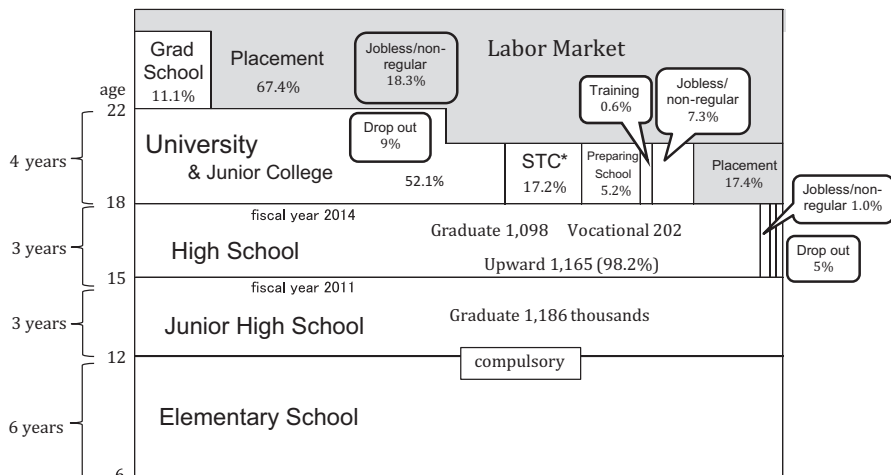 Grad
School
11.1%
Placement
67.4%
Jobless/non-
regular
18.3%
Labor Market
Training
0.6%
Jobless/
non-regular
7.3%
age
22
4 years
University
& Junior College
52.1%
Drop out
9%
STC*
17.2%
Preparing
School
5.2%
Placement
17.4%
18
Jobless/non-
regular 1.0%
3 years
fiscal year 2014
High School
Graduate 1,098 Vocational 202
Upward 1,165 (98.2%)
Drop out
5%
15
3 years
fiscal year 2011
Junior High School
Graduate 1,186 thousands
12
compulsory
6 years
Elementary School
6